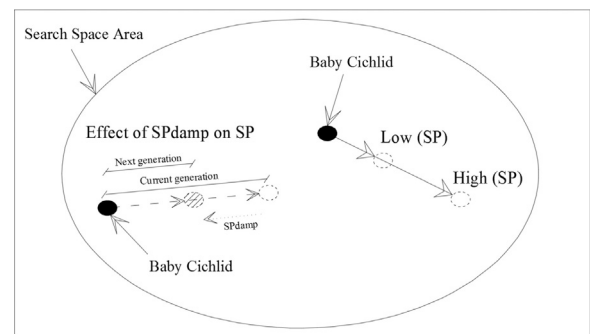 Search Space Area
Baby Cichlid
Effect of SPdamp on SP
Low (SP)
Next generation
High (SP)
Current generation
SPdamp
Baby Cichlid